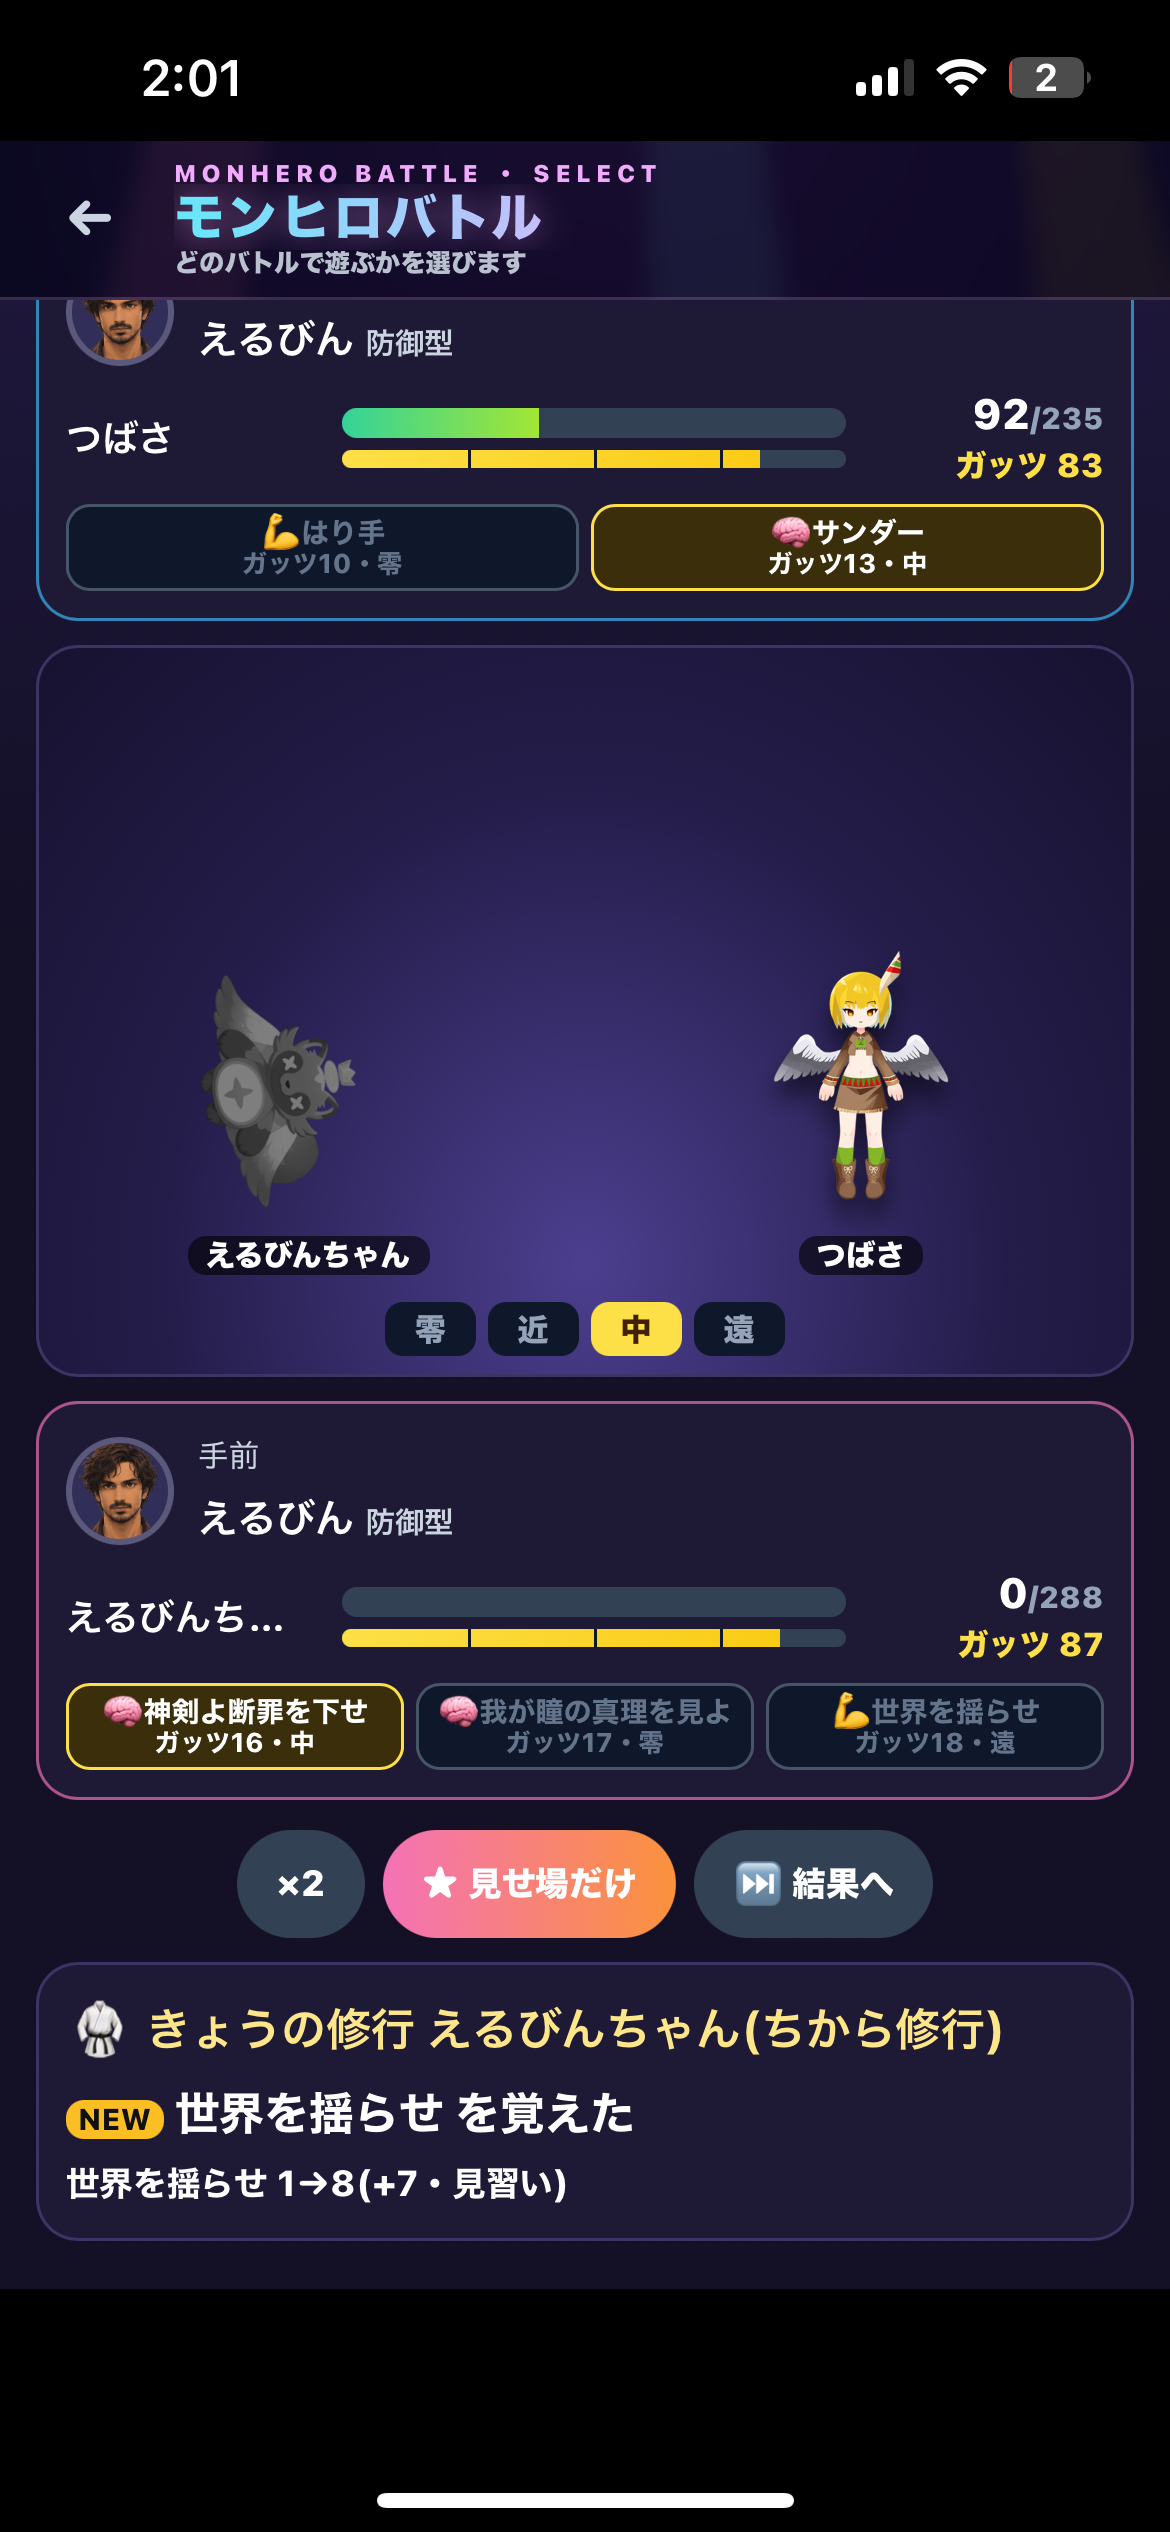 2:01
2
MONHERO BATTLE · SELECT
モンヒロバトル
どのバトルで遊ぶかを選びます
えるびん 防御型
つばさ
92/235
ガッツ 83
💪はり手
ガッツ10・零
🧠サンダー
ガッツ13・中
えるびんちゃん
つばさ
零 近 中 遠
手前
えるびん 防御型
えるびんち...
0/288
ガッツ 87
🧠神剣よ断罪を下せ
ガッツ16・中
🧠我が瞳の真理を見よ
ガッツ17・零
💪世界を揺らせ
ガッツ18・遠
×2
★ 見せ場だけ
⏭ 結果へ
🥋 きょうの修行 えるびんちゃん(ちから修行)
NEW 世界を揺らせ を覚えた
世界を揺らせ 1→8(+7・見習い)